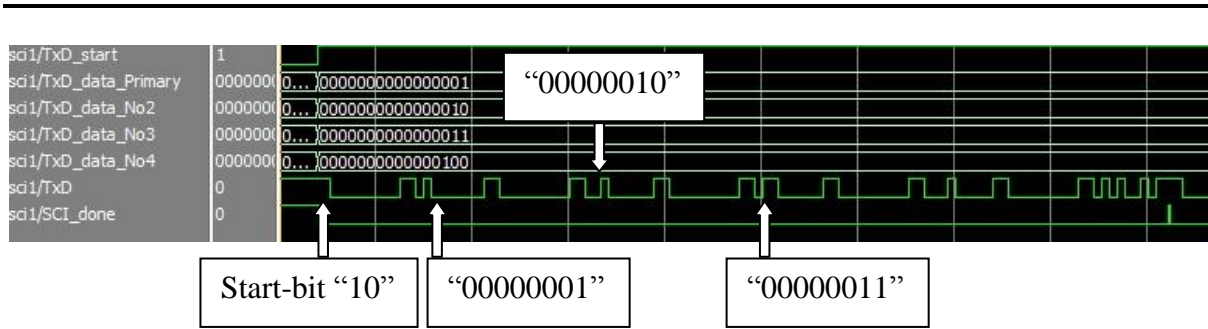 sci1/TxD_start 1
sci1/TxD_data_Primary 0000000 0... 0000000000000001
“00000010”
sci1/TxD_data_No2 0000000 0... 0000000000000010
sci1/TxD_data_No3 0000000 0... 0000000000000011
sci1/TxD_data_No4 0000000 0... 0000000000000100
sci1/TxD 0
sci1/SCI_done 0
Start-bit “10” “00000001” “00000011”